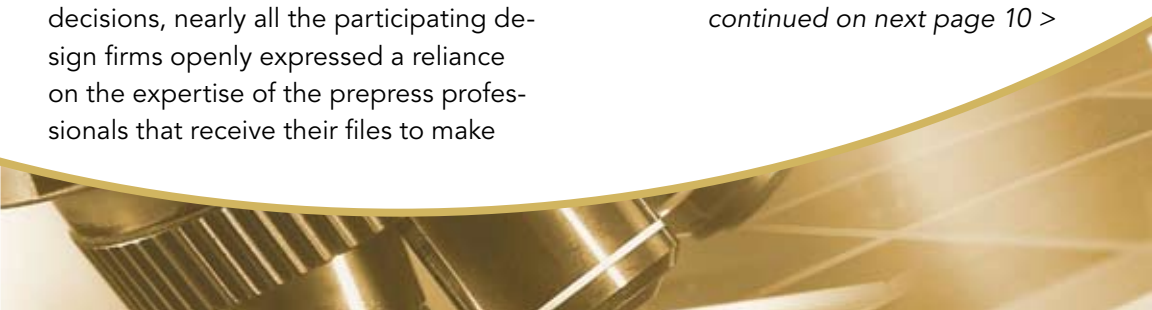 decisions, nearly all the participating de-
sign firms openly expressed a reliance
on the expertise of the prepress profes-
sionals that receive their files to make
continued on next page 10 >